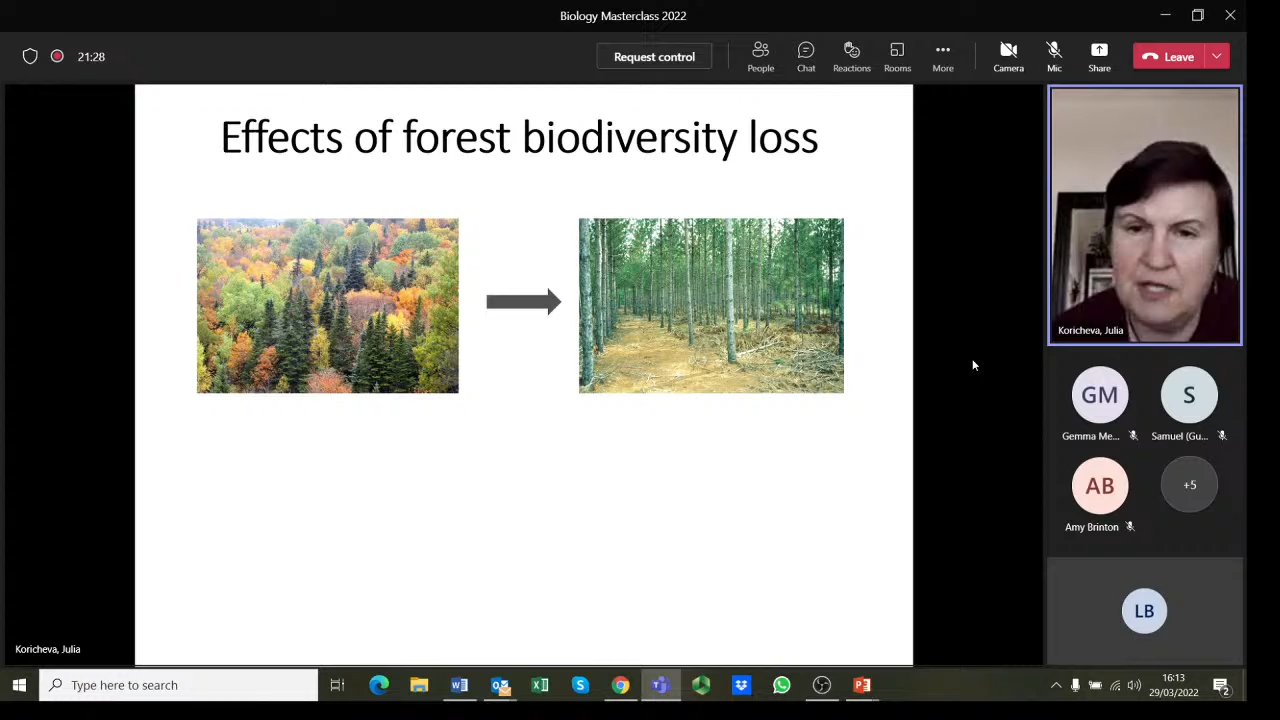 Biology Masterclass 2022
21:28
Request control
People
Chat
Reactions
Rooms
More
Camera
Mic
Share
Leave
Effects of forest biodiversity loss
Koricheva, Julia
GM
S
Gemma Me...
Samuel (Gu...
AB
+5
Amy Brinton
LB
Koricheva, Julia
Type here to search
16:13
29/03/2022
2